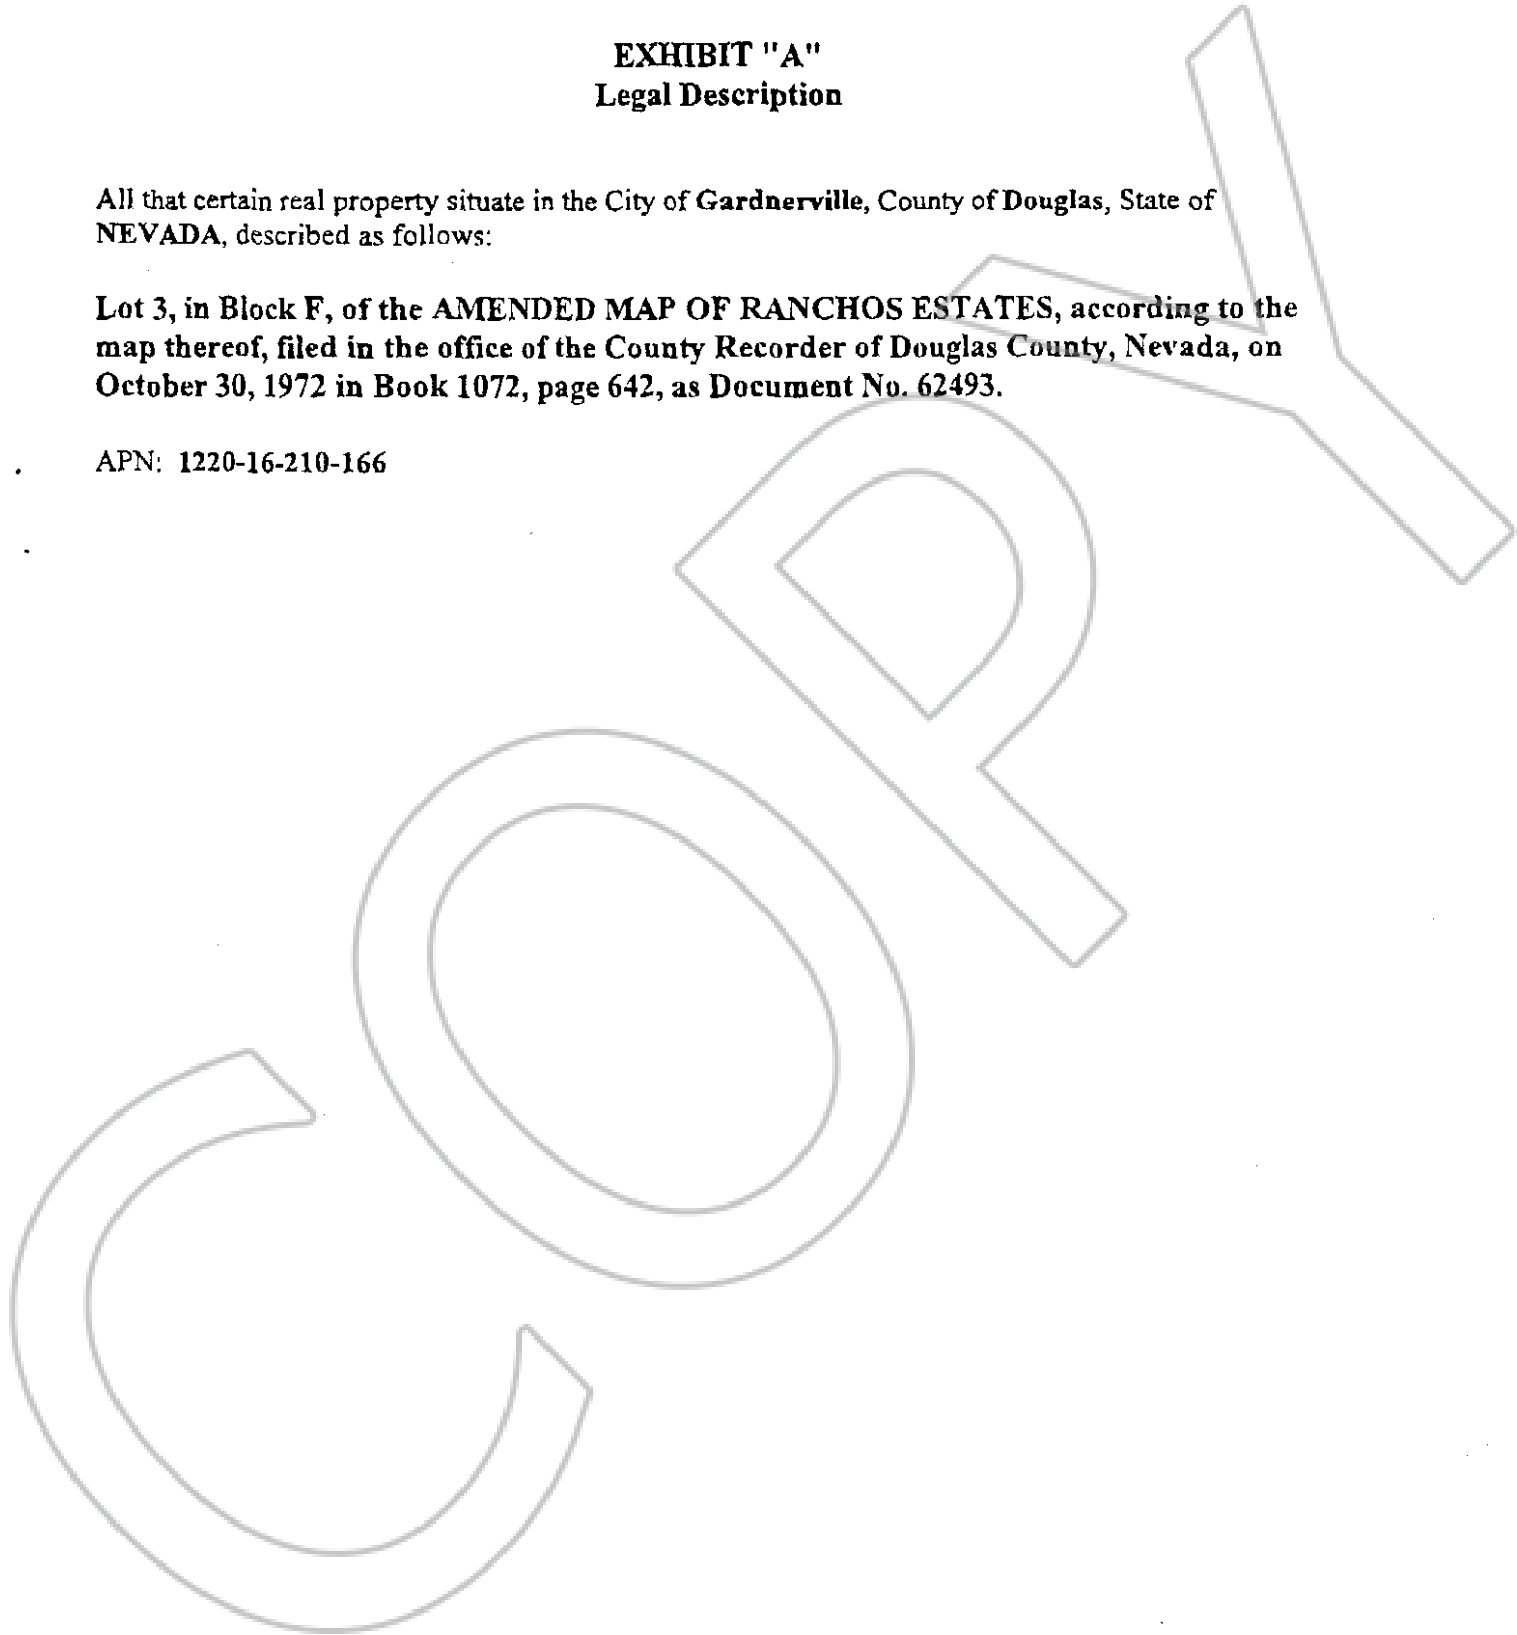 EXHIBIT "A"
Legal Description
All that certain real property situate in the City of Gardnerville, County of Douglas, State of
NEVADA, described as follows:
Lot 3, in Block F, of the AMENDED MAP OF RANCHOS ESTATES, according to the
map thereof, filed in the office of the County Recorder of Douglas County, Nevada, on
October 30, 1972 in Book 1072, page 642, as Document No. 62493.
APN: 1220-16-210-166
COPY